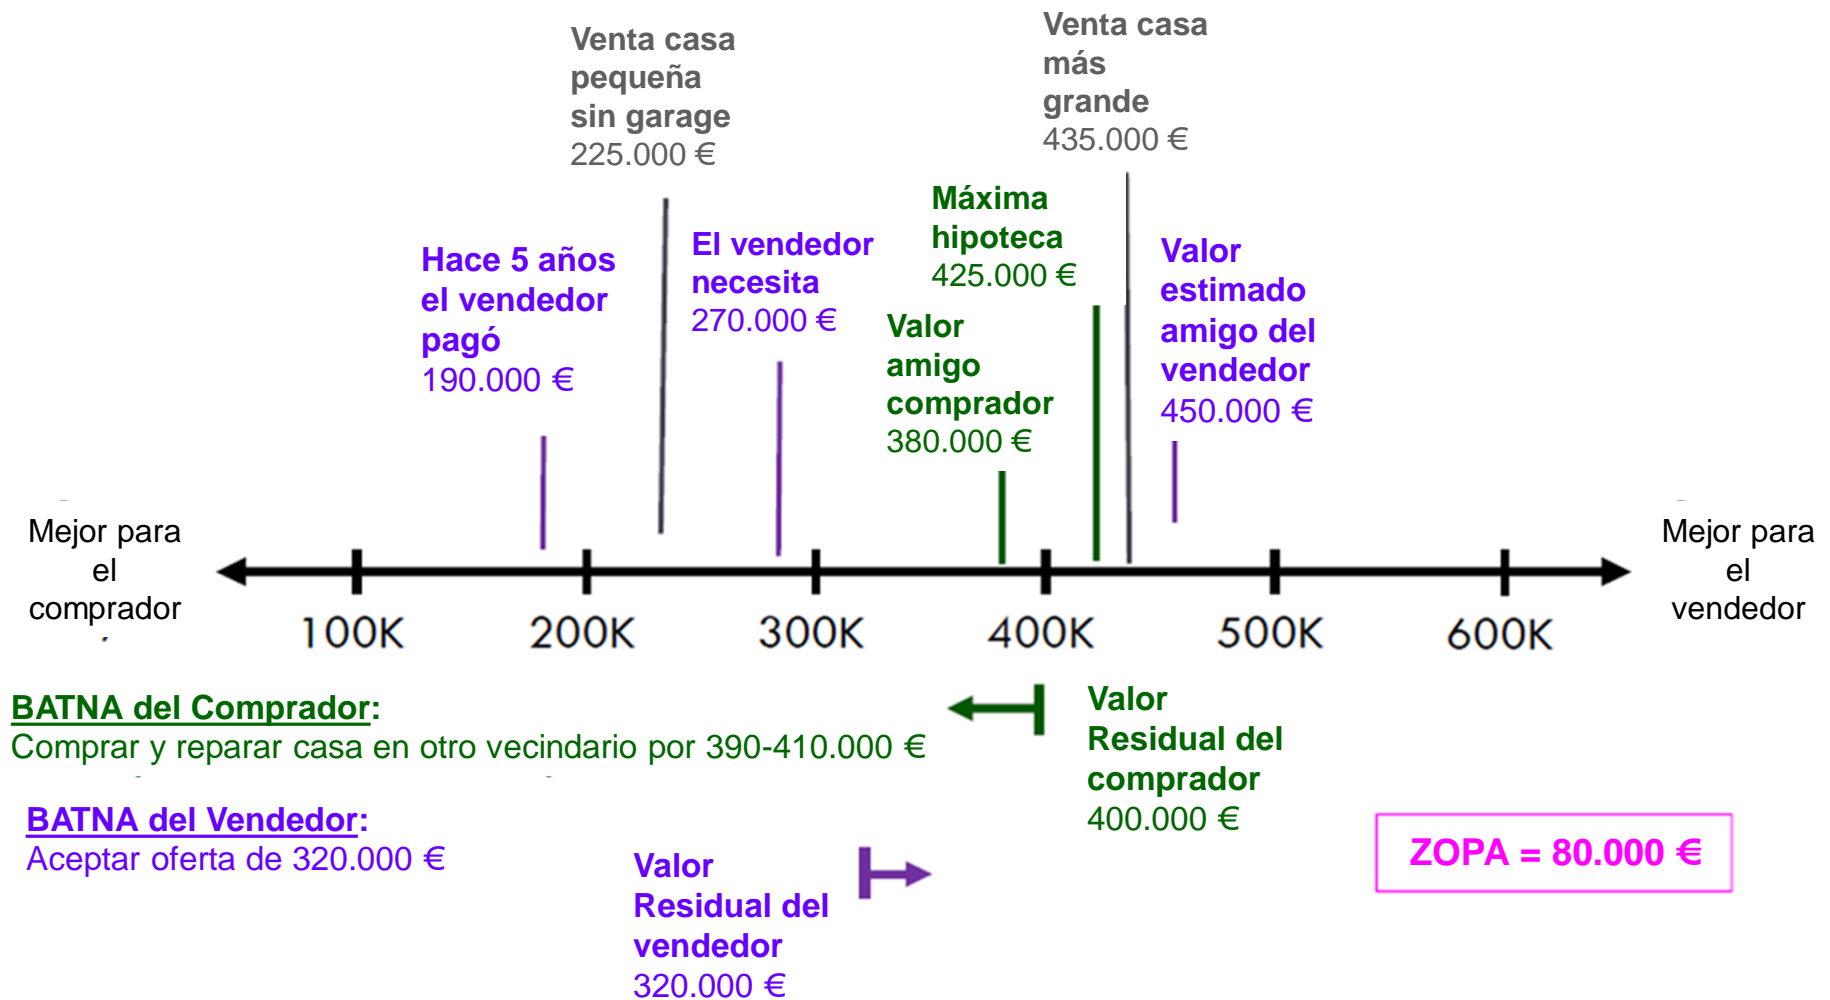 Venta casa
pequeña
sin garage
225.000 €
Venta casa
más
grande
435.000 €
Hace 5 años
el vendedor
pagó
190.000 €
El vendedor
necesita
270.000 €
Máxima
hipoteca
425.000 €
Valor
amigo
comprador
380.000 €
Valor
estimado
amigo del
vendedor
450.000 €
Mejor para
el
comprador
Mejor para
el
vendedor
100K 200K 300K 400K 500K 600K
BATNA del Comprador:
Comprar y reparar casa en otro vecindario por 390-410.000 €
Valor
Residual del
comprador
400.000 €
BATNA del Vendedor:
Aceptar oferta de 320.000 €
Valor
Residual del
vendedor
320.000 €
ZOPA = 80.000 €